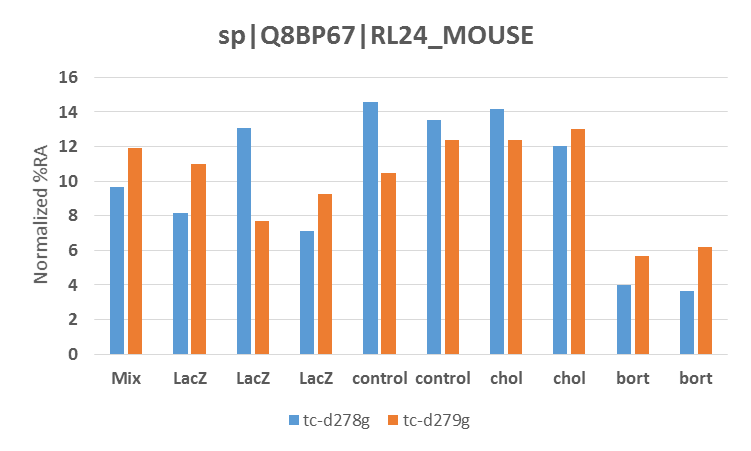 sp|Q8BP67|RL24_MOUSE
Normalized %RA
16
14
12
10
8
6
4
2
0
Mix LacZ LacZ LacZ control control chol chol bort bort
tc-d278g tc-d279g